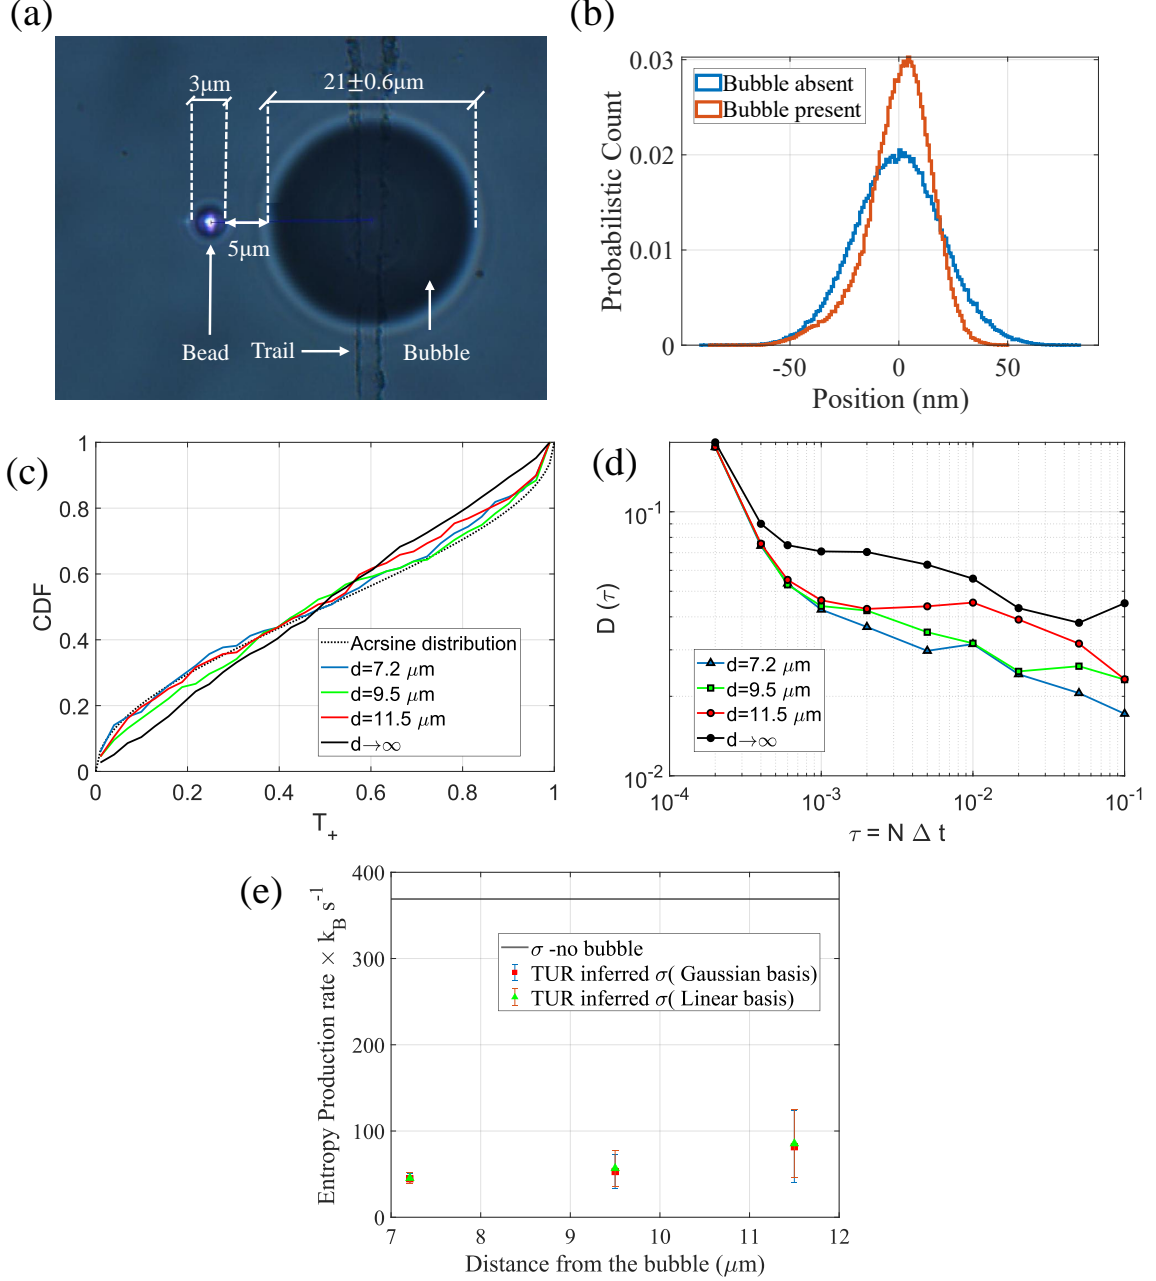 (a)
3μm
21±0.6μm
5μm
Bead
Trail
Bubble
(b)
Probabilistic Count
0.03
0.02
0.01
0
Bubble absent
Bubble present
-50
0
50
Position (nm)
(c)
CDF
1
0.8
0.6
0.4
0.2
0
Acrsine distribution
d=7.2 μm
d=9.5 μm
d=11.5 μm
d→∞
0
0.2
0.4
0.6
0.8
1
T₊
(d)
D (τ)
10⁻¹
10⁻²
d=7.2 μm
d=9.5 μm
d=11.5 μm
d→∞
10⁻⁴
10⁻³
10⁻²
10⁻¹
τ = N Δ t
(e)
Entropy Production rate × k_B s⁻¹
400
300
200
100
0
σ -no bubble
TUR inferred σ( Gaussian basis)
TUR inferred σ( Linear basis)
7
8
9
10
11
12
Distance from the bubble (μm)